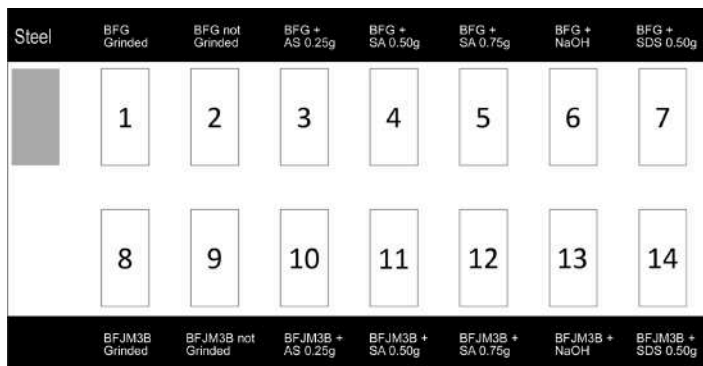 Steel
BFG Grinded
BFG not Grinded
BFG + AS 0.25g
BFG + SA 0.50g
BFG + SA 0.75g
BFG + NaOH
BFG + SDS 0.50g
1 2 3 4 5 6 7
8 9 10 11 12 13 14
BFJM3B Grinded
BFJM3B not Grinded
BFJM3B + AS 0.25g
BFJM3B + SA 0.50g
BFJM3B + SA 0.75g
BFJM3B + NaOH
BFJM3B + SDS 0.50g